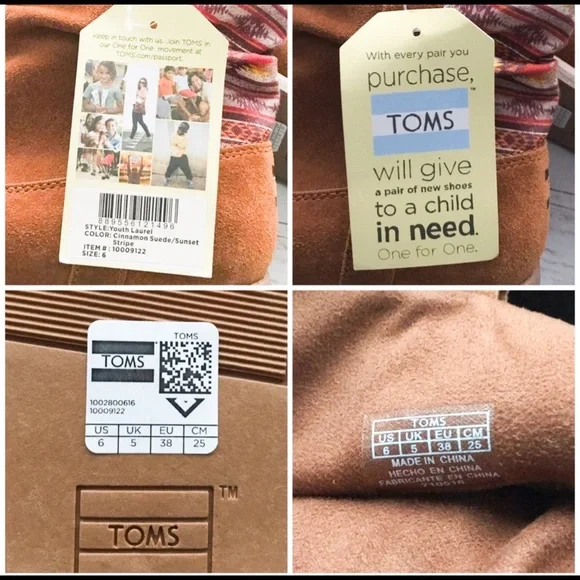 Keep in touch with us. Join TOMS in
our One for One movement at
TOMS.com/passport.
889556121496
STYLE:Youth Laurel
COLOR: Cinnamon Suede/Sunset
Stripe
ITEM #: 10009122
SIZE: 6
With every pair you
purchase,
TOMS™
will give
a pair of new shoes
to a child
in need.
One for One.
TOMS
TOMS
1002800616
10009122
US UK EU CM
6 5 38 25
TOMS™
TOMS
US UK EU CM
6 5 38 25
MADE IN CHINA
HECHO EN CHINA
FABRICANTE EN CHINA